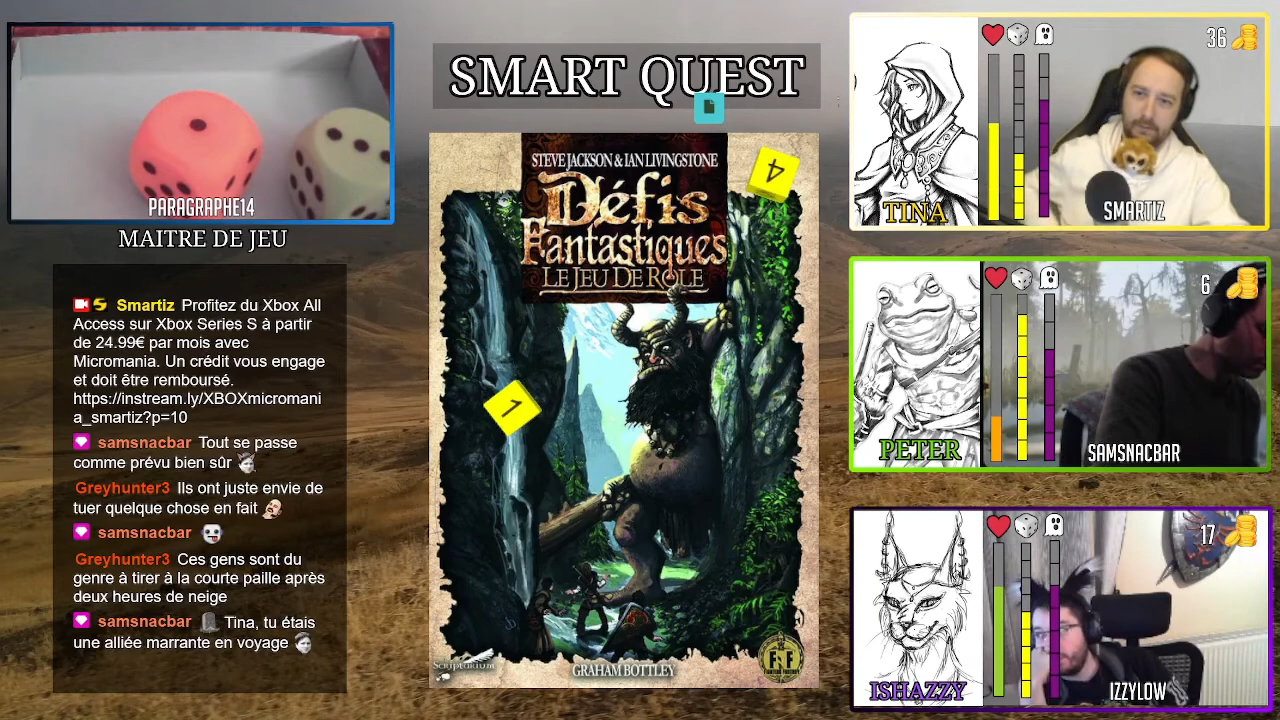 PARAGRAPHE14
MAITRE DE JEU
Smartiz Profitez du Xbox All
Access sur Xbox Series S à partir
de 24.99€ par mois avec
Micromania. Un crédit vous engage
et doit être remboursé.
https://instream.ly/XBOXmicromani
a_smartiz?p=10
samsnacbar Tout se passe
comme prévu bien sûr
Greyhunter3 Ils ont juste envie de
tuer quelque chose en fait
samsnacbar
Greyhunter3 Ces gens sont du
genre à tirer à la courte paille après
deux heures de neige
samsnacbar Tina, tu étais
une alliée marrante en voyage
SMART QUEST
STEVE JACKSON & IAN LIVINGSTONE
Défis
Fantastiques
LE JEU DE RÔLE
4
1
Scriptarium
GRAHAM BOTTLEY
FF
36
TINA
SMARTIZ
6
PETER
SAMSNACBAR
17
ISHAZZY
IZZYLOW